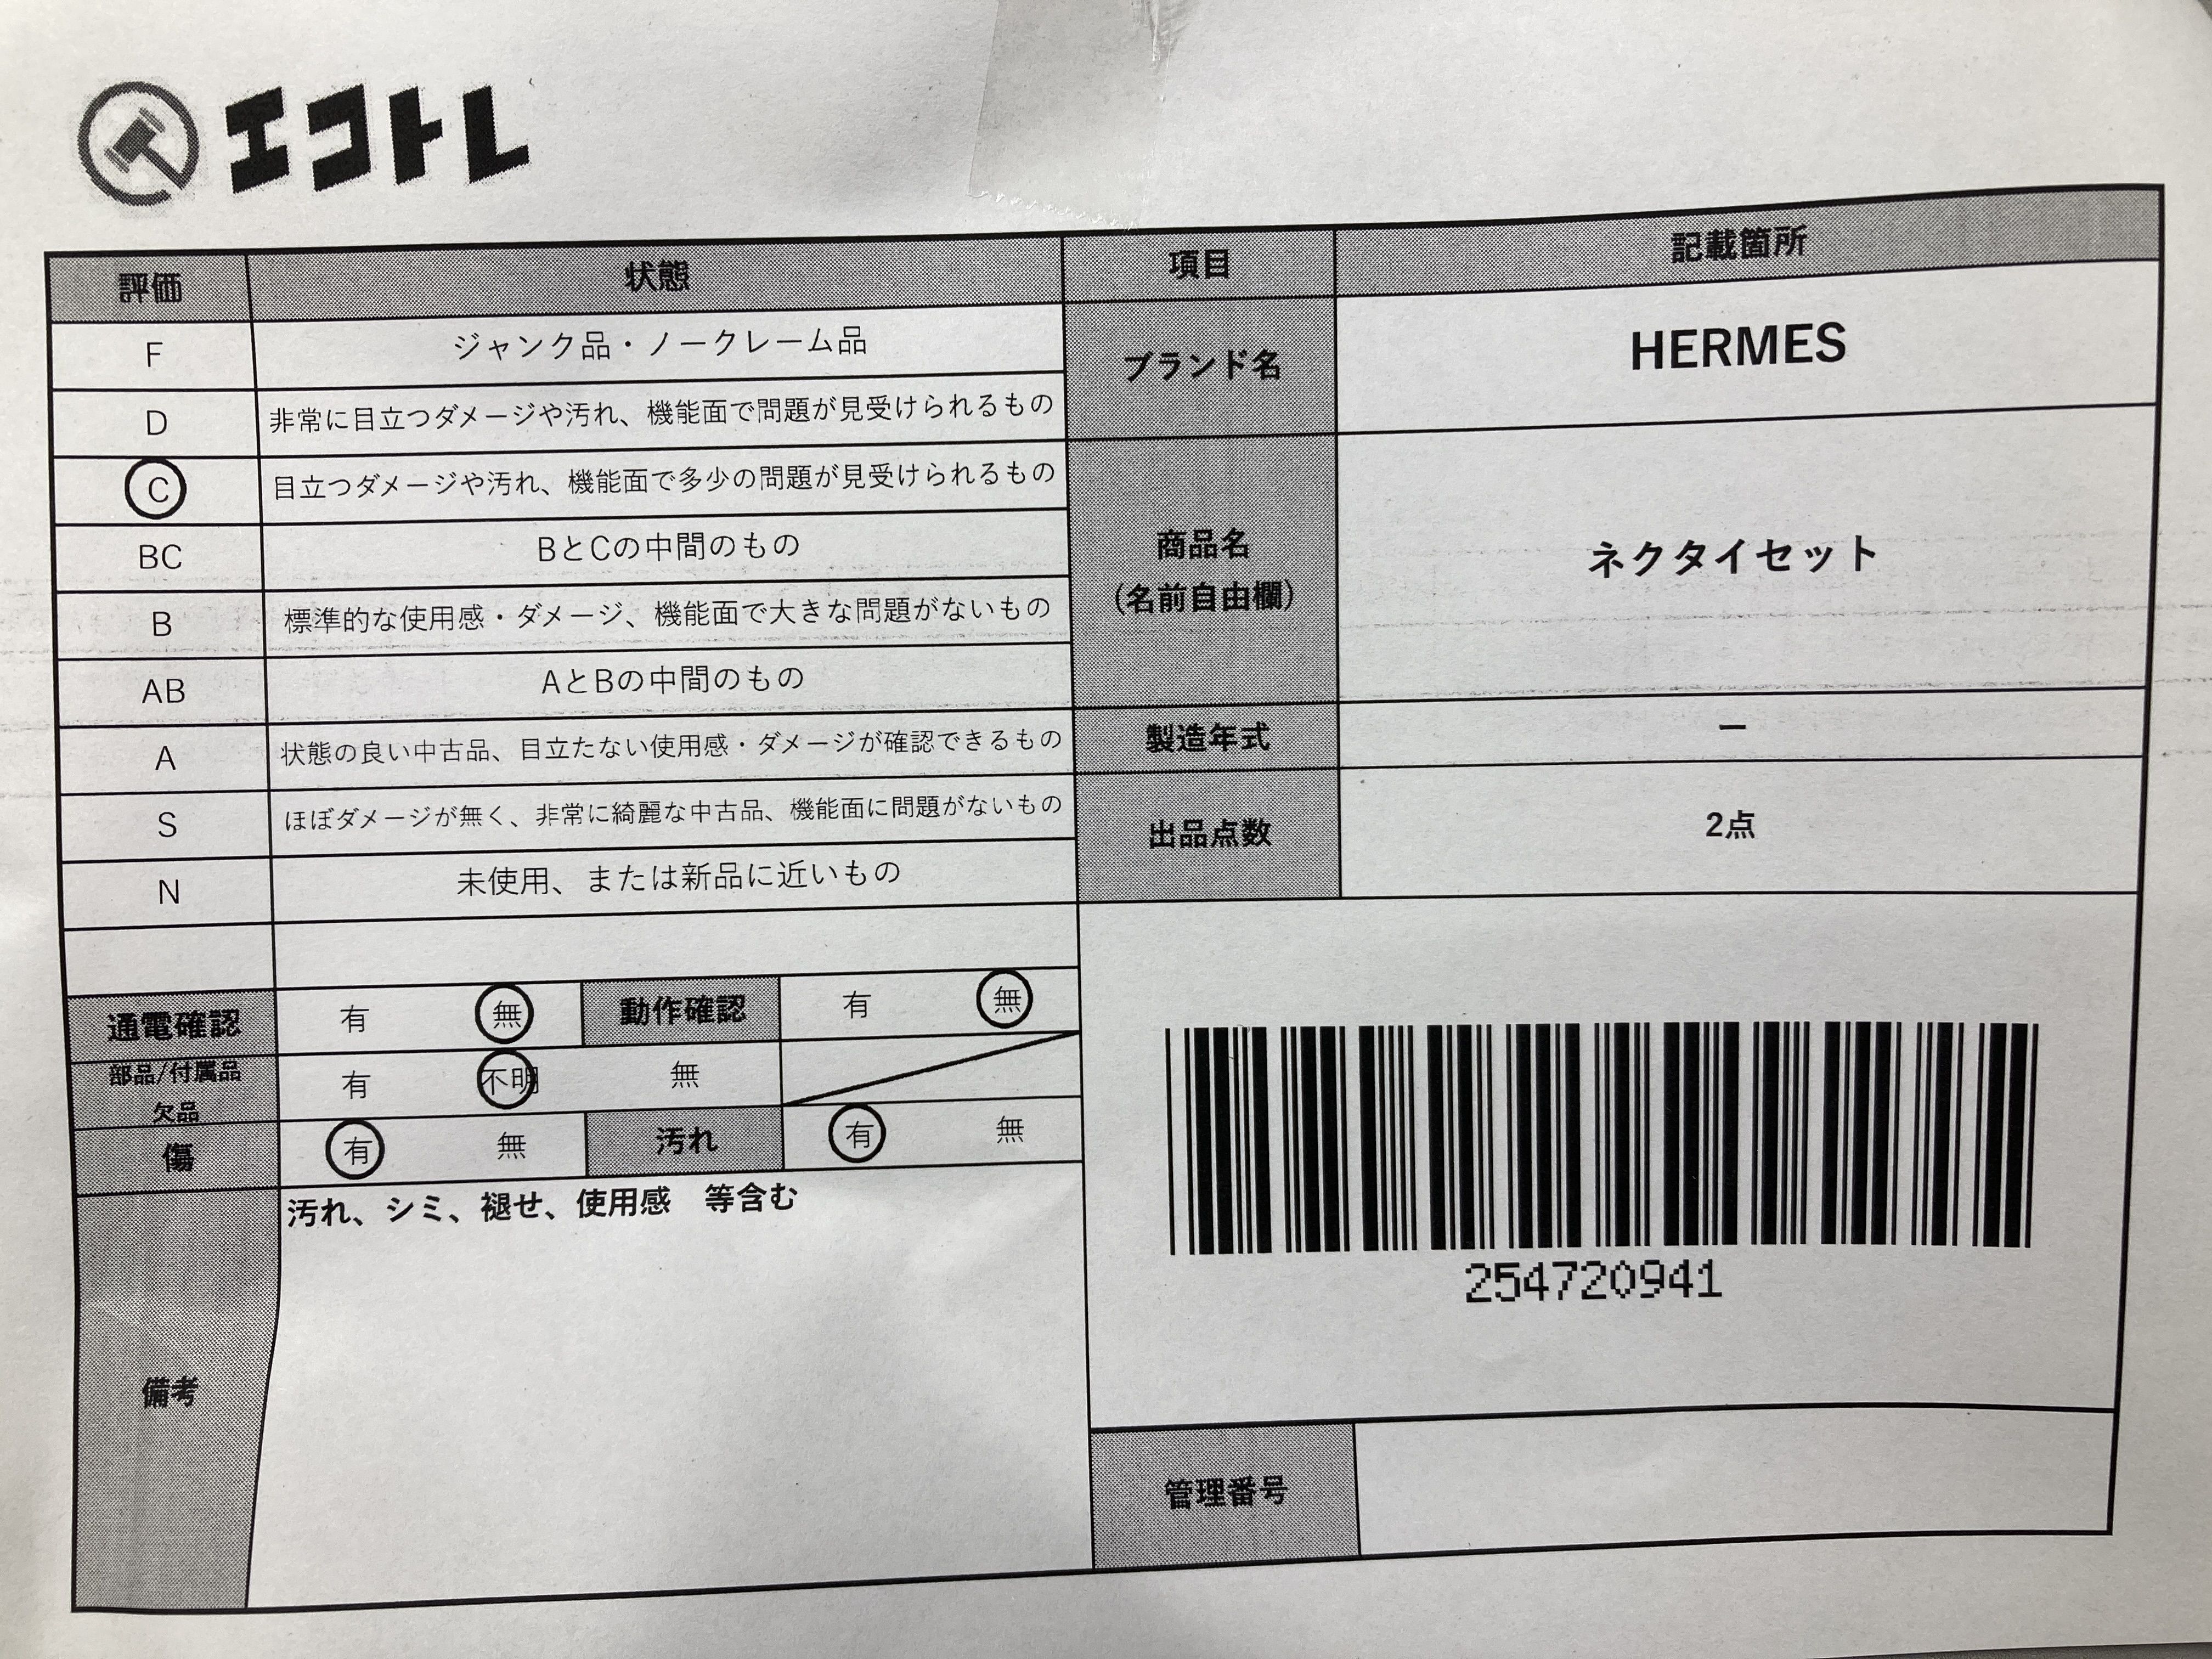 エコトレ
評価 状態
F ジャンク品・ノークレーム品
D 非常に目立つダメージや汚れ、機能面で問題が見受けられるもの
C 目立つダメージや汚れ、機能面で多少の問題が見受けられるもの
BC BとCの中間のもの
B 標準的な使用感・ダメージ、機能面で大きな問題がないもの
AB AとBの中間のもの
A 状態の良い中古品、目立たない使用感・ダメージが確認できるもの
S ほぼダメージが無く、非常に綺麗な中古品、機能面に問題がないもの
N 未使用、または新品に近いもの
通電確認 有 無 動作確認 有 無
部品/付属品
欠品 有 不明 無
傷 有 無 汚れ 有 無
備考 汚れ、シミ、褪せ、使用感 等含む
項目 記載箇所
ブランド名 HERMES
商品名
(名前自由欄) ネクタイセット
製造年式 ー
出品点数 2点
254720941
管理番号